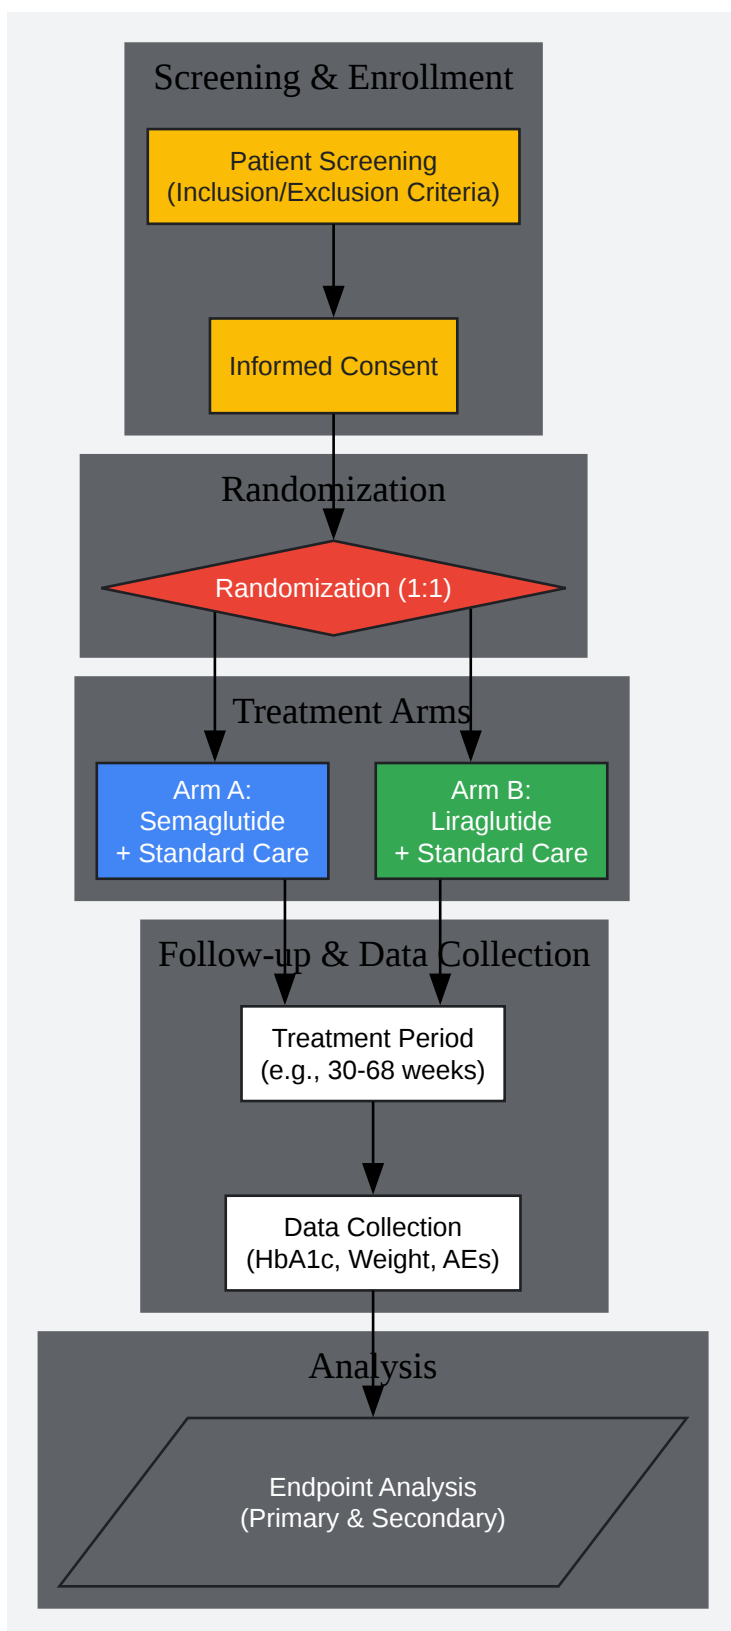 Screening & Enrollment
Patient Screening
(Inclusion/Exclusion Criteria)
Informed Consent
Randomization
Randomization (1:1)
Treatment Arms
Arm A:
Semaglutide
+ Standard Care
Arm B:
Liraglutide
+ Standard Care
Follow-up & Data Collection
Treatment Period
(e.g., 30-68 weeks)
Data Collection
(HbA1c, Weight, AEs)
Analysis
Endpoint Analysis
(Primary & Secondary)